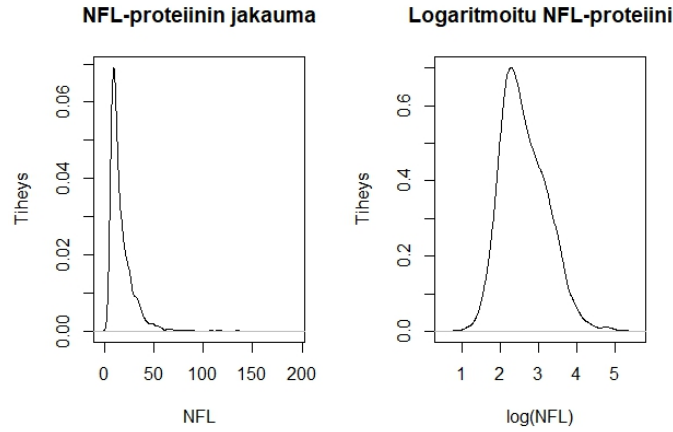 NFL-proteiinin jakauma
Tiheys
0.06
0.04
0.02
0.00
0 50 100 150 200
NFL
Logaritmoitu NFL-proteiini
Tiheys
0.6
0.4
0.2
0.0
1 2 3 4 5
log(NFL)